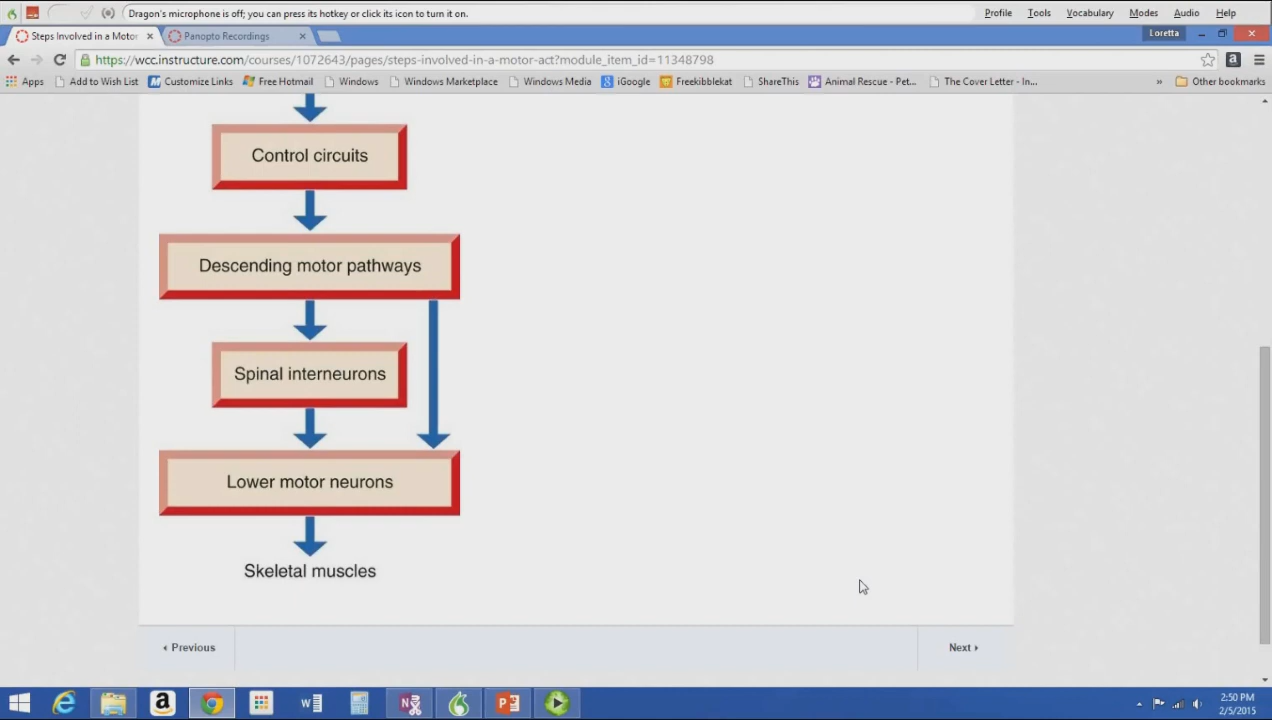 Dragon's microphone is off; you can press its hotkey or click its icon to turn it on.
Profile Tools Vocabulary Modes Audio Help
Steps Involved in a Motor Panopto Recordings Loretta
https://wcc.instructure.com/courses/1072643/pages/steps-involved-in-a-motor-act?module_item_id=11348798
Apps Add to Wish List Customize Links Free Hotmail Windows Windows Marketplace Windows Media iGoogle Freekibblekat ShareThis Animal Rescue - Pet... The Cover Letter - In... » Other bookmarks
Control circuits
Descending motor pathways
Spinal interneurons
Lower motor neurons
Skeletal muscles
Previous Next
2:50 PM
2/5/2015